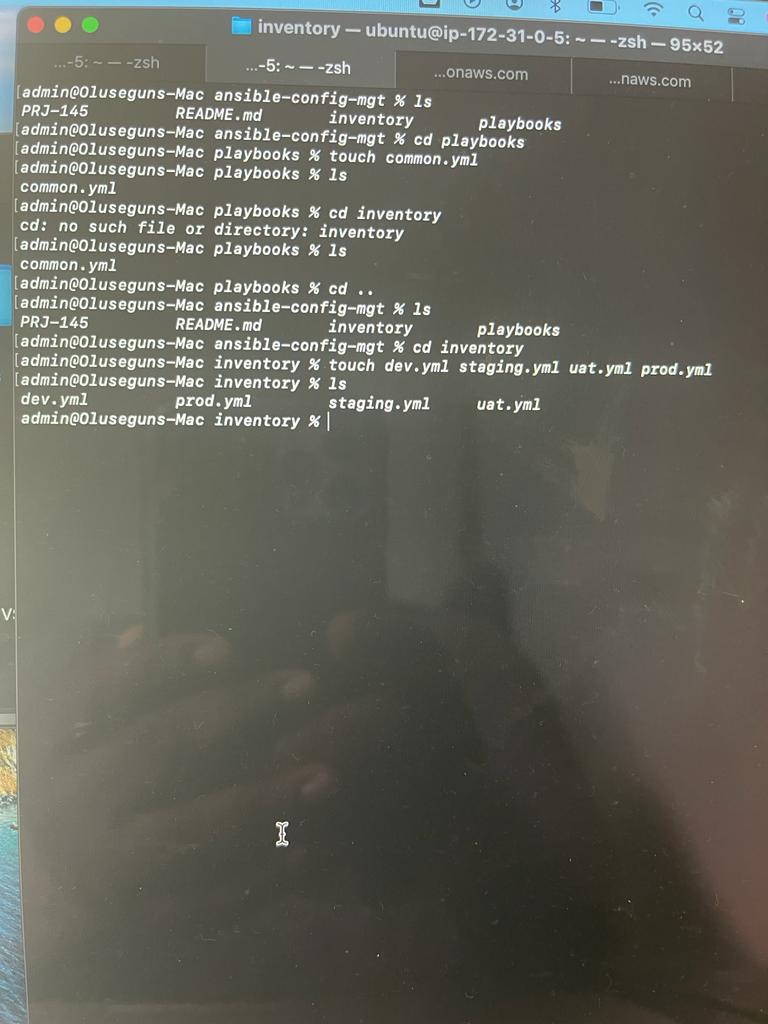 inventory — ubuntu@ip-172-31-0-5: ~ — -zsh — 95×52
...-5: ~ — -zsh ...-5: ~ — -zsh ...onaws.com ...naws.com
[admin@Oluseguns-Mac ansible-config-mgt % ls
PRJ-145 README.md inventory playbooks
[admin@Oluseguns-Mac ansible-config-mgt % cd playbooks
[admin@Oluseguns-Mac playbooks % touch common.yml
[admin@Oluseguns-Mac playbooks % ls
common.yml
[admin@Oluseguns-Mac playbooks % cd inventory
cd: no such file or directory: inventory
[admin@Oluseguns-Mac playbooks % ls
common.yml
[admin@Oluseguns-Mac playbooks % cd ..
[admin@Oluseguns-Mac ansible-config-mgt % ls
PRJ-145 README.md inventory playbooks
[admin@Oluseguns-Mac ansible-config-mgt % cd inventory
[admin@Oluseguns-Mac inventory % touch dev.yml staging.yml uat.yml prod.yml
[admin@Oluseguns-Mac inventory % ls
dev.yml prod.yml staging.yml uat.yml
admin@Oluseguns-Mac inventory %